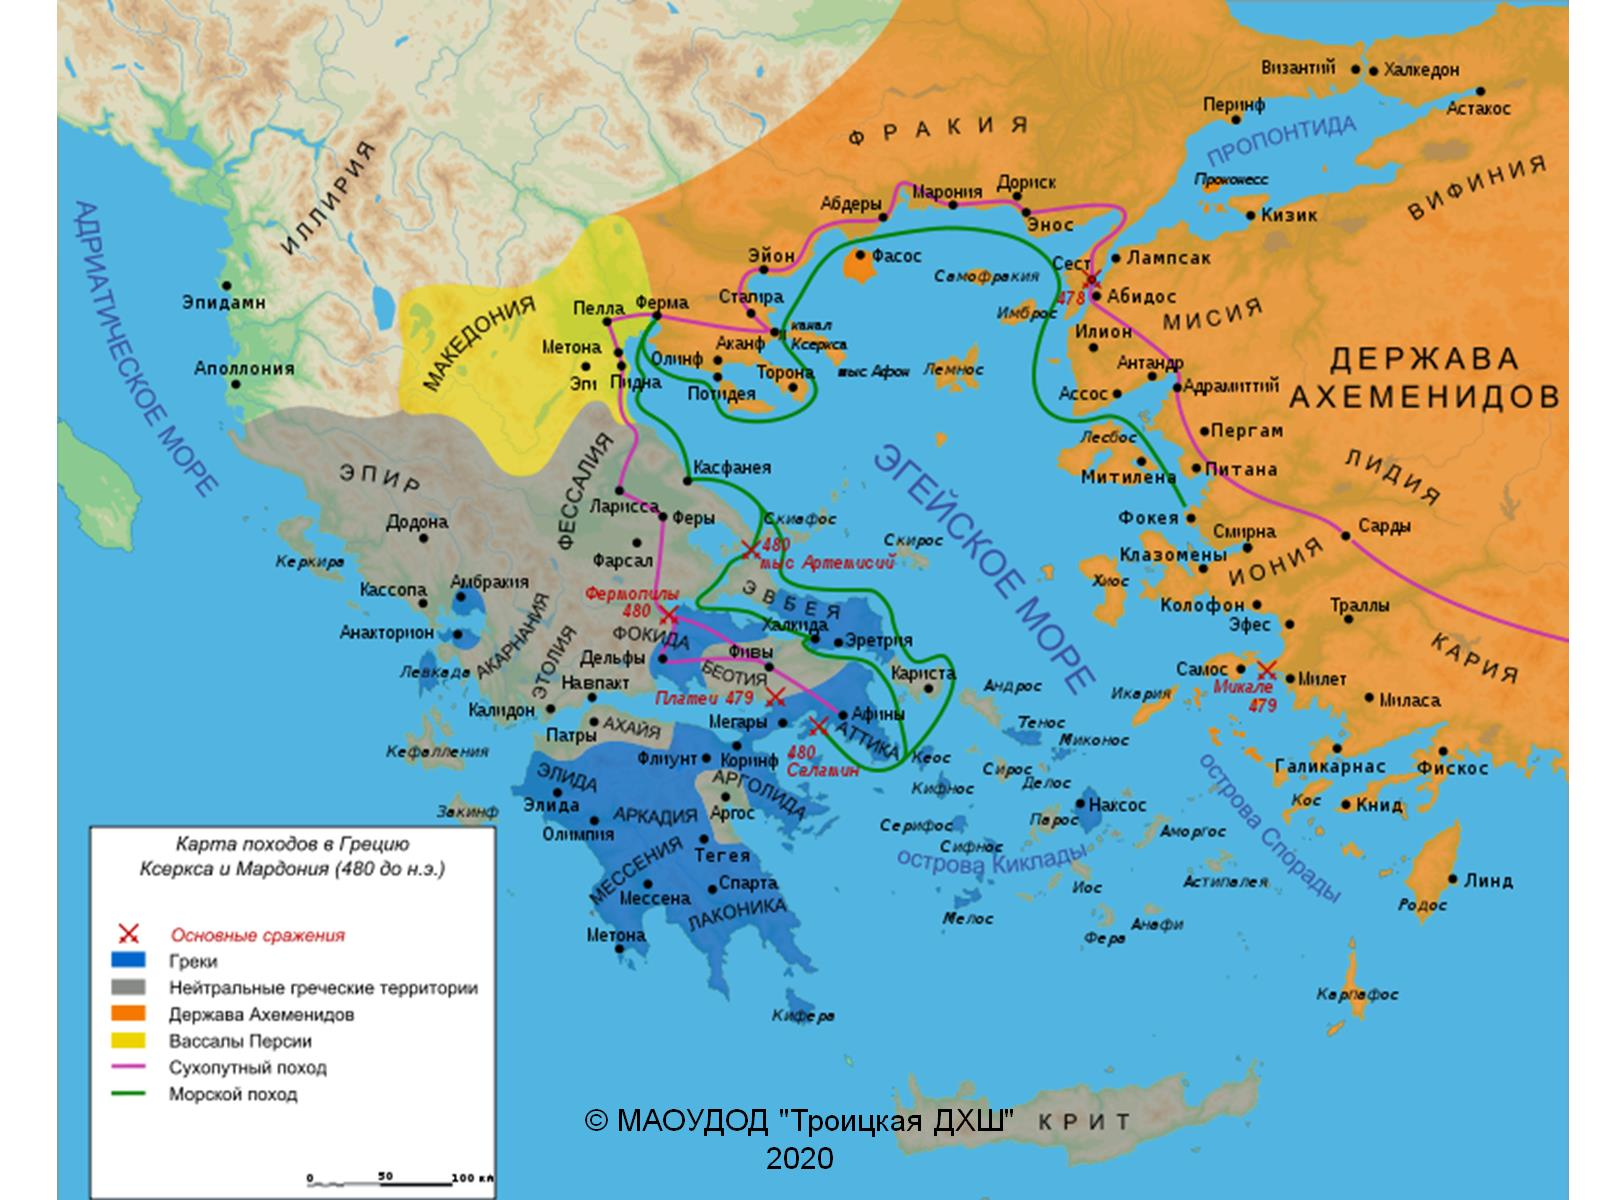 Византий
Халкедон
Перинф
Астакос
ФРАКИЯ
ПРОПОНТИДА
ИЛЛИРИЯ
Проконесс
ВИФИНИЯ
Дориск
Марония
Абдеры
Кизик
Энос
АДРИАТИЧЕСКОЕ МОРЕ
Эйон
Фасос
Сест
Лампсак
Самофракия
Эпидамн
Стагира
478
Абидос
МАКЕДОНИЯ
Пелла
Ферма
Имброс
МИСИЯ
канал
Ксеркса
Илион
Метона
Аканф
Олинф
ДЕРЖАВА
АХЕМЕНИДОВ
Аполлония
Эпи
Пидна
Торона
мыс Афон
Лемнос
Антандр
Адрамиттий
Потидея
Ассос
Пергам
Лесбос
ЭПИР
ФЕССАЛИЯ
Касфанея
ЭГЕЙСКОЕ МОРЕ
Митилена
Питана
ЛИДИЯ
Ларисса
Феры
Додона
Скиафос
Фокея
Сарды
Смирна
Скирос
480
мыс Артемисий
Керкира
Фарсал
Клазомены
ИОНИЯ
Кассопа
Амбракия
Фермопилы
480
ЭВБЕЯ
Хиос
Колофон
Траллы
Анакторион
АКАРНАНИЯ
ЭТОЛИЯ
ФОКИДА
Халкида
Эретрия
Эфес
КАРИЯ
Дельфы
Фивы
БЕОТИЯ
Левкада
Кариста
Самос
Микале
479
Милет
Навпакт
Платеи 479
Андрос
Икария
Миласа
Калидон
Патры
АХАЙЯ
Мегары
Афины
АТТИКА
Тенос
Миконос
Кефалления
Флиунт
Коринф
480
Саламин
Кеос
Сирос
Делос
острова Спорады
Галикарнас
Фискос
ЭЛИДА
Элида
АРГОЛИДА
Кифнос
Наксос
Кос
Книд
Закинф
АРКАДИЯ
Аргос
Олимпия
Серифос
Парос
Аморгос
Сифнос
Тегея
острова Киклады
МЕССЕНИЯ
Мессена
Спарта
Иос
Астипалея
Линд
Родос
ЛАКОНИКА
Мелос
Метона
Фера
Анафи
Карпафос
Кифера
КРИТ
Карта походов в Грецию
Ксеркса и Мардония (480 до н.э.)
Основные сражения
Греки
Нейтральные греческие территории
Держава Ахеменидов
Вассалы Персии
Сухопутный поход
Морской поход
0 50 100 кл
© МАОУДОД "Троицкая ДХШ"
2020